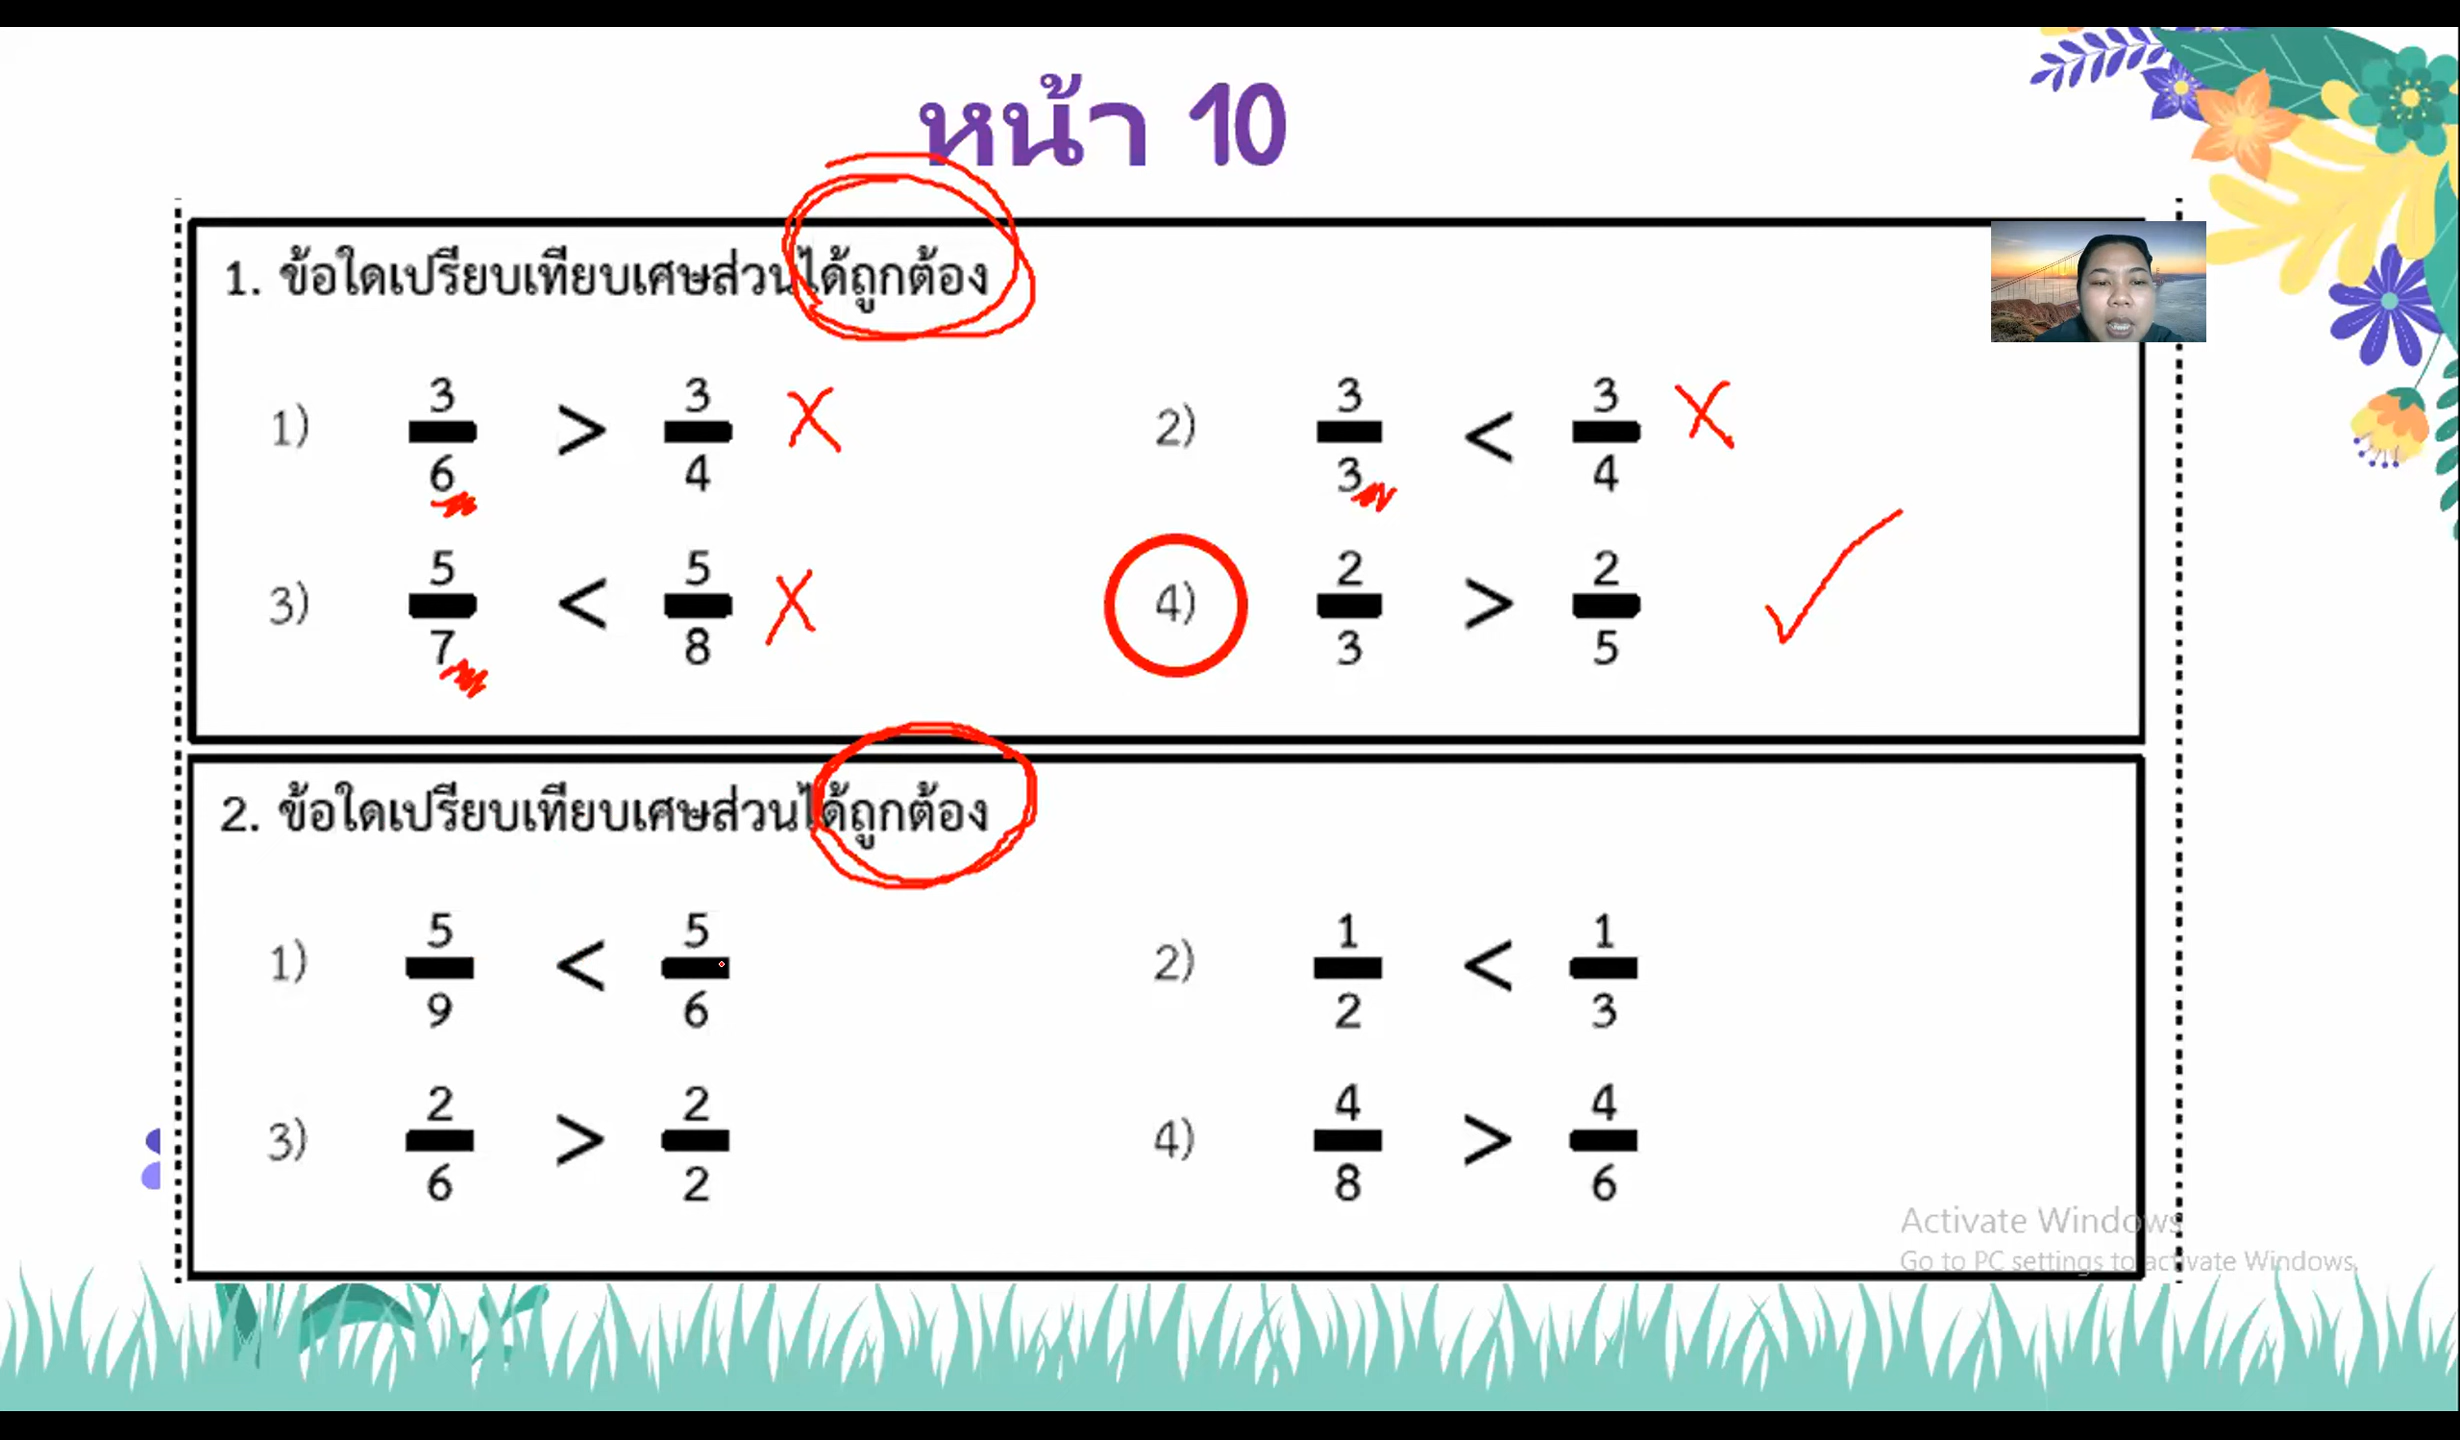 หน้า 10
1. ข้อใดเปรียบเทียบเศษส่วนได้ถูกต้อง
1) 3/6 > 3/4 X 2) 3/3 < 3/4 X
3) 5/7 < 5/8 X 4) 2/3 > 2/5 ✓
2. ข้อใดเปรียบเทียบเศษส่วนได้ถูกต้อง
1) 5/9 < 5/6 2) 1/2 < 1/3
3) 2/6 > 2/2 4) 4/8 > 4/6
Activate Windows
Go to PC settings to activate Windows.